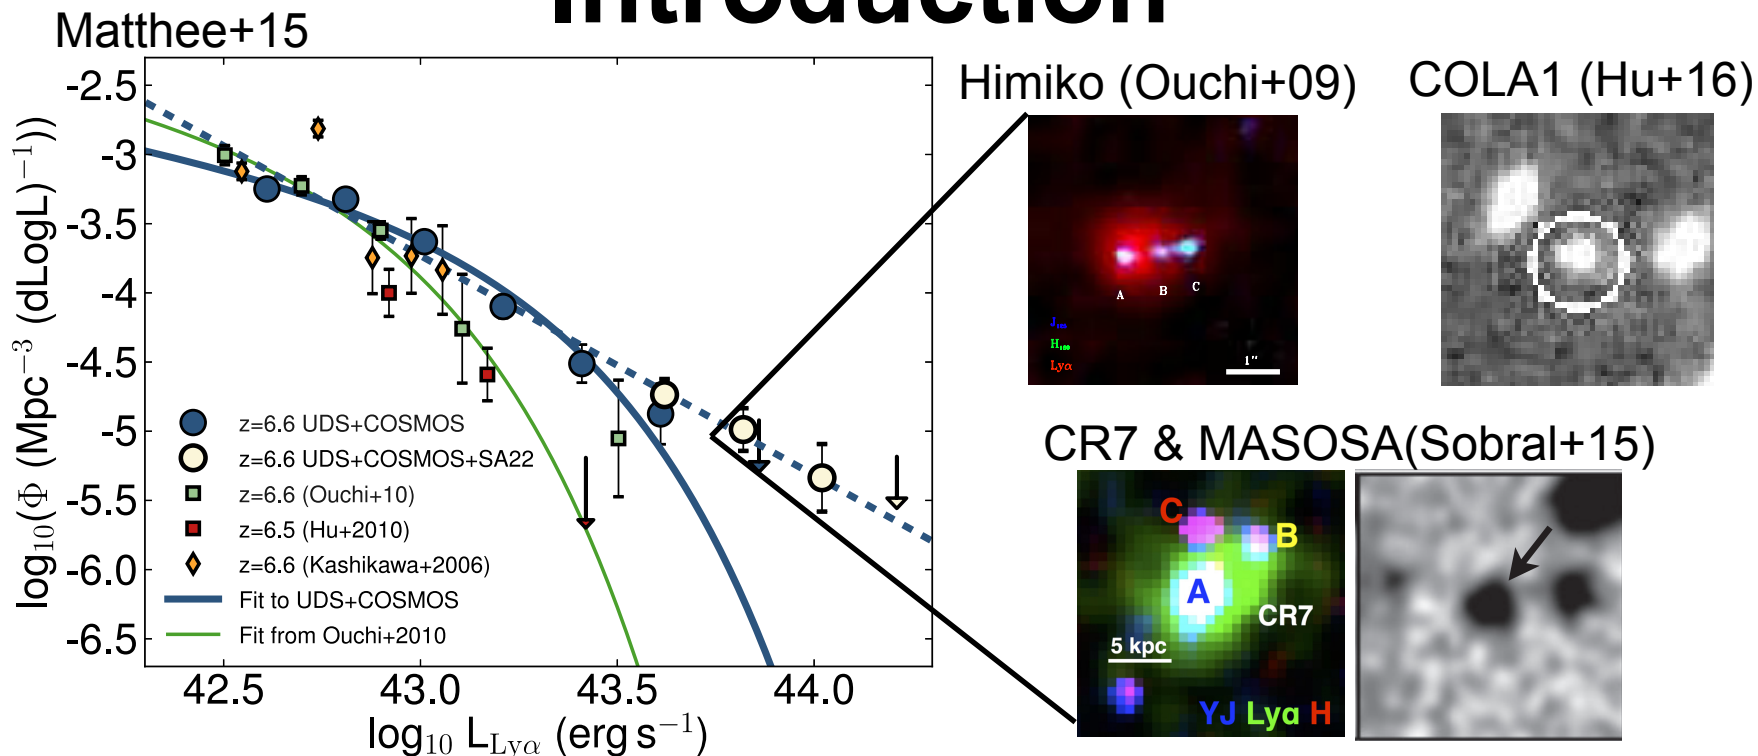 Introduction
Matthee+15
Himiko (Ouchi+09)
COLA1 (Hu+16)
log₁₀(Φ (Mpc⁻³ (dLogL)⁻¹))
-2.5
-3
-3.5
-4
-4.5
-5
-5.5
-6.0
-6.5
z=6.6 UDS+COSMOS
z=6.6 UDS+COSMOS+SA22
z=6.6 (Ouchi+10)
z=6.5 (Hu+2010)
z=6.6 (Kashikawa+2006)
Fit to UDS+COSMOS
Fit from Ouchi+2010
42.5 43.0 43.5 44.0
log₁₀ L_Lyα (erg s⁻¹)
A B C
H₁₆₀
Lyα
1"
CR7 & MASOSA(Sobral+15)
C
B
A
CR7
5 kpc
YJ Lyα H